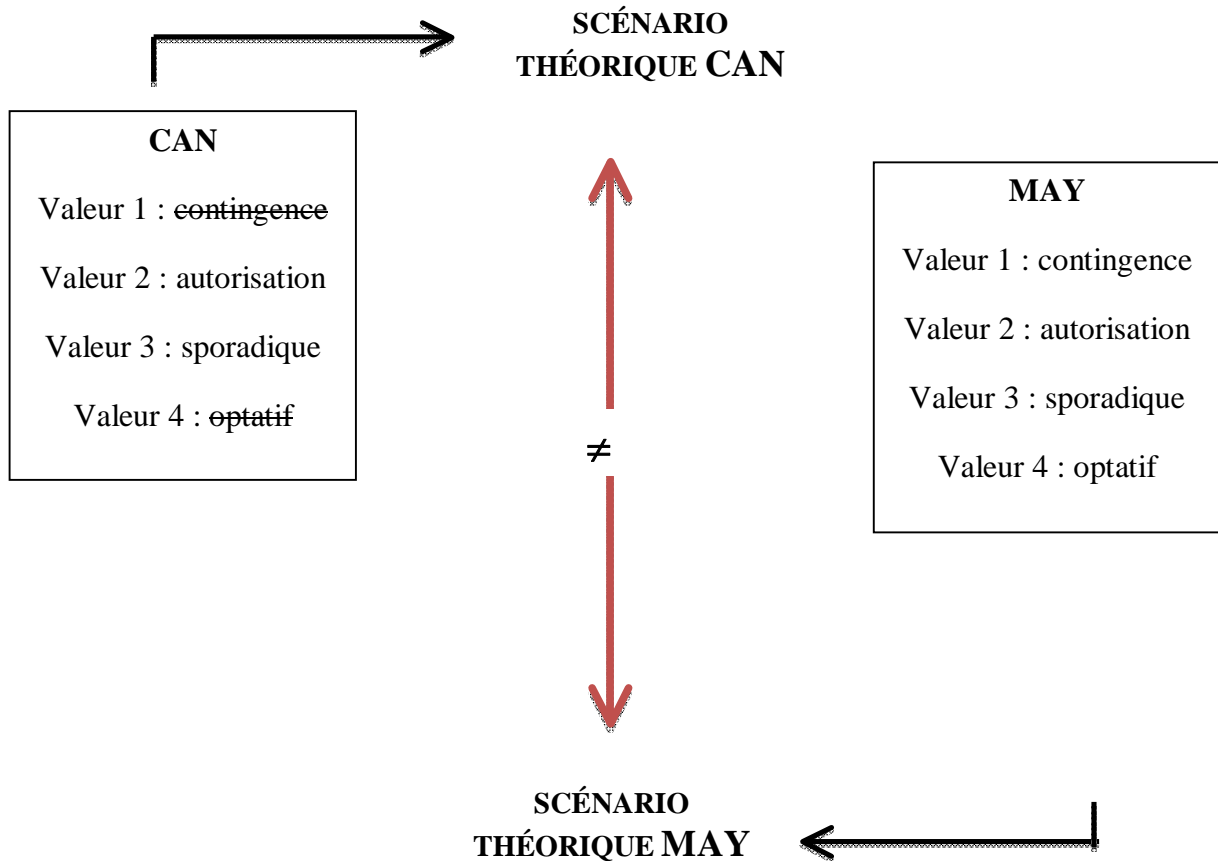 SCÉNARIO
THÉORIQUE CAN
CAN
Valeur 1 : contingence
Valeur 2 : autorisation
Valeur 3 : sporadique
Valeur 4 : optatif
MAY
Valeur 1 : contingence
Valeur 2 : autorisation
Valeur 3 : sporadique
Valeur 4 : optatif
≠
SCÉNARIO
THÉORIQUE MAY